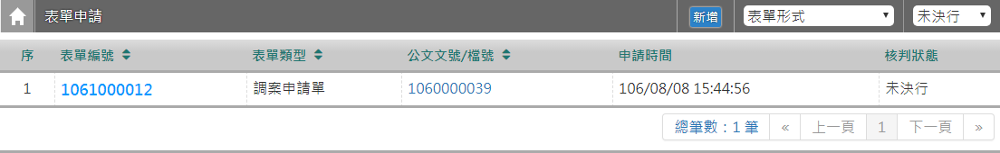 表單申請 新增 表單形式 未決行
序 表單編號 表單類型 公文文號/檔號 申請時間 核判狀態
1 1061000012 調案申請單 1060000039 106/08/08 15:44:56 未決行
總筆數：1 筆 « 上一頁 1 下一頁 »